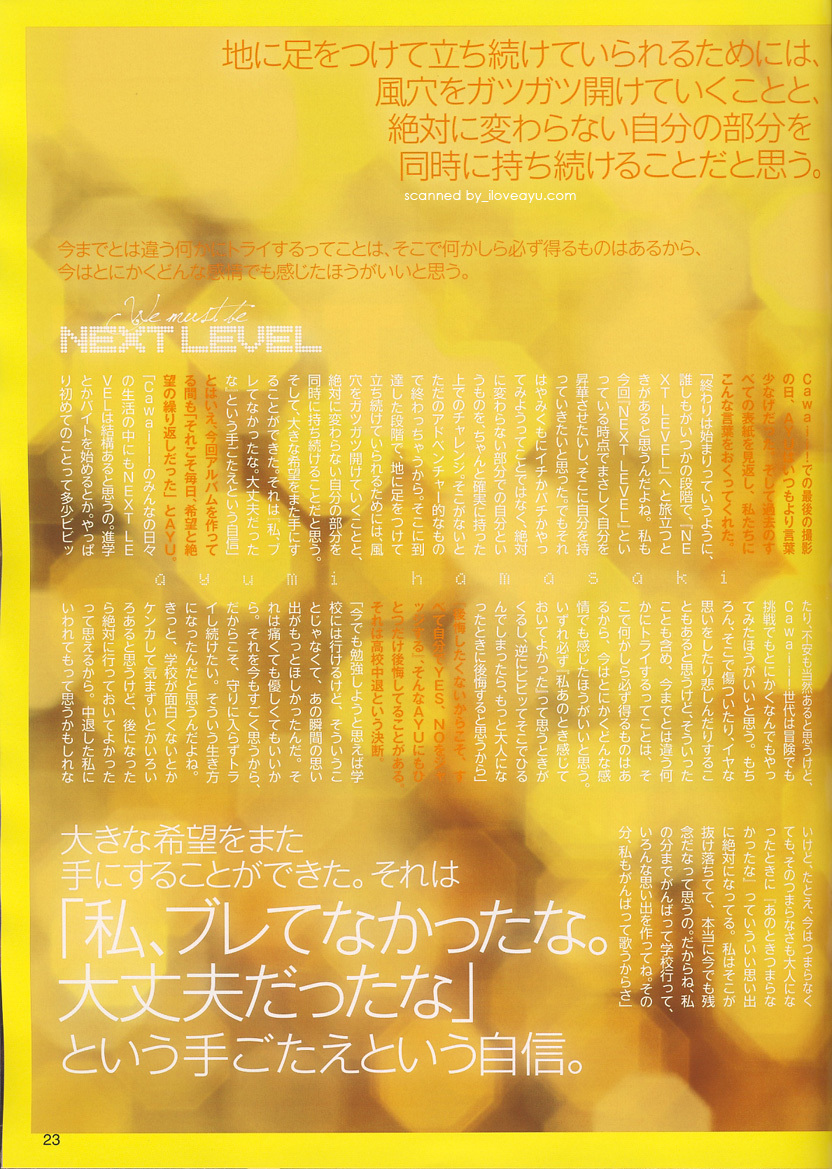 地に足をつけて立ち続けていられるためには、
風穴をガツガツ開けていくことと、
絶対に変わらない自分の部分を
同時に持ち続けることだと思う。
scanned by_iloveayu.com
今までとは違う何かにトライするってことは、そこで何かしら必ず得るものはあるから、
今はとにかくどんな感情でも感じたほうがいいと思う。
We must be
NEXT LEVEL
Cawaii!での最後の撮影
の日、AYUはいつもより言葉
少なげだった。そして過去のす
べての表紙を見返し、私たちに
こんな言葉をおくってくれた。
「終わりは始まりっていうように、
誰しもがいつかの段階で、『NE
XT LEVEL』へと旅立つと
きがあると思うんだよね。私も
今回『NEXT LEVEL』とい
っている時点でまさしく自分を
昇華させたいし、そこに自分を持
っていきたいと思った。でもそれ
はやみくもにイチかバチかやっ
てみようってことではなく、絶対
に変わらない部分での自分とい
うものを、ちゃんと確実に持った
上でのチャレンジ。そこがないと
ただのアドベンチャー的なもの
で終わっちゃうから。そこに到
達した段階で、地に足をつけて
立ち続けていられるためには、風
穴をガツガツ開けていくことと、
絶対に変わらない自分の部分を
同時に持ち続けることだと思う。
そして、大きな希望をまた手にす
ることができた。それは『私、ブ
レてなかったな。大丈夫だった
な』という手ごたえという自信」
とはいえ、今回アルバムを作って
る間も「それこそ毎日、希望と絶
望の繰り返しだった」とAYU。
「Cawaii!のみんなの日々
の生活の中にもNEXT LE
VELは結構あると思うの。進学
とかバイトを始めるとか、やっぱ
り初めてのことって多少ビビッ
ayumi hamasaki
たり、不安も当然あると思うけど、
Cawaii!世代は冒険でも
挑戦でもとにかくなんでもやっ
てみたほうがいいと思う。もち
ろん、そこで傷ついたり、イヤな
思いをしたり悲しんだりするこ
ともあると思うけど、そういった
ことも含め、今までとは違う何
かにトライするってことは、そ
こで何かしら必ず得るものはあ
るから、今はとにかくどんな感
情でも感じたほうがいいと思う。
いずれ必ず『私あのとき感じて
おいてよかった』って思うときが
くるし、逆にビビッてそこでひる
んでしまったら、もっと大人にな
ったときに後悔すると思うから」
後悔したくないからこそ、す
べて自分でYES、NOを
する。そんなAYUにもひ
とつだけ後悔してることがある。
それは高校中退という決断。
「今でも勉強しようと思えば学
校には行けるけど、そういうこ
とじゃなくて、あの瞬間の思い
出がもっとほしかったんだ。そ
れは痛くても優しくてもいいか
ら。それを今もすごく思うから、
だからこそ、守りに入らずトラ
イし続けたい。そういう生き方
になったんだと思うんだよね。
きっと、学校が面白くないとか
ケンカして気まずいとかいろい
ろあると思うけど、後になった
ら絶対に行っておいてよかった
って思えるから。中退した私に
いわれてもって思うかもしれな
いけど、たとえ、今はつまらなく
ても、そのつまらなさも大人にな
ったときに『あのときつまらな
かったな』っていういい思い出
に絶対になってる。私はそこが
抜け落ちてて、本当に今でも残
念だなって思うの。だからね、私
の分までがんばって学校行って、
いろんな思い出を作ってね。その
分、私もがんばって歌うからさ」
大きな希望をまた
手にすることができた。それは
「私、ブレてなかったな。
大丈夫だったな」
という手ごたえという自信。
23